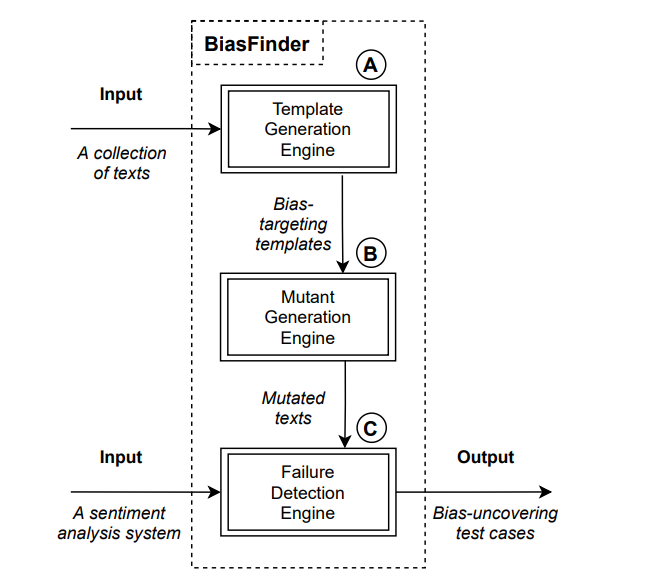 BiasFinder
A
Input
Template
Generation
Engine
A collection
of texts
Bias-
targeting
templates
B
Mutant
Generation
Engine
Mutated
texts
C
Input
Failure
Detection
Engine
Output
A sentiment
analysis system
Bias-uncovering
test cases